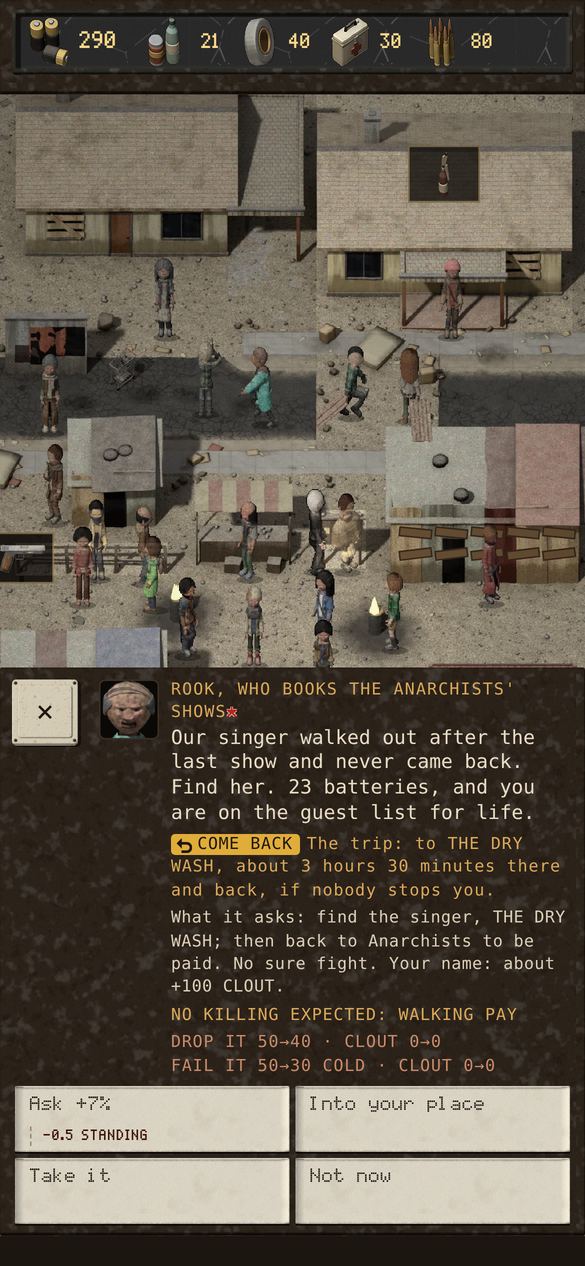 290 21 40 30 80
ROOK, WHO BOOKS THE ANARCHISTS'
SHOWS
Our singer walked out after the
last show and never came back.
Find her. 23 batteries, and you
are on the guest list for life.
COME BACK The trip: to THE DRY
WASH, about 3 hours 30 minutes there
and back, if nobody stops you.
What it asks: find the singer, THE DRY
WASH; then back to Anarchists to be
paid. No sure fight. Your name: about
+100 CLOUT.
NO KILLING EXPECTED: WALKING PAY
DROP IT 50→40 · CLOUT 0→0
FAIL IT 50→30 COLD · CLOUT 0→0
Ask +7%
-0.5 STANDING
Into your place
Take it
Not now